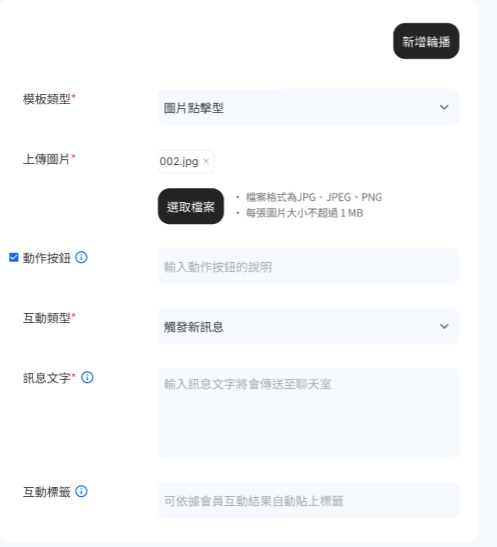 新增輪播
模板類型*
圖片點擊型
上傳圖片*
002.jpg ×
選取檔案
• 檔案格式為JPG、JPEG、PNG
• 每張圖片大小不超過 1 MB
動作按鈕
輸入動作按鈕的說明
互動類型*
觸發新訊息
訊息文字*
輸入訊息文字將會傳送至聊天室
互動標籤
可依據會員互動結果自動貼上標籤